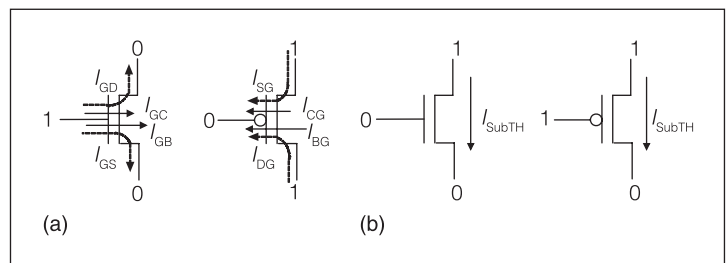 0 1 1 1
I_GD I_SG
1 I_GC 0 I_CG 0 I_SubTH 1 I_SubTH
I_GB I_BG
I_GS I_DG
0 1 0 0
(a) (b)